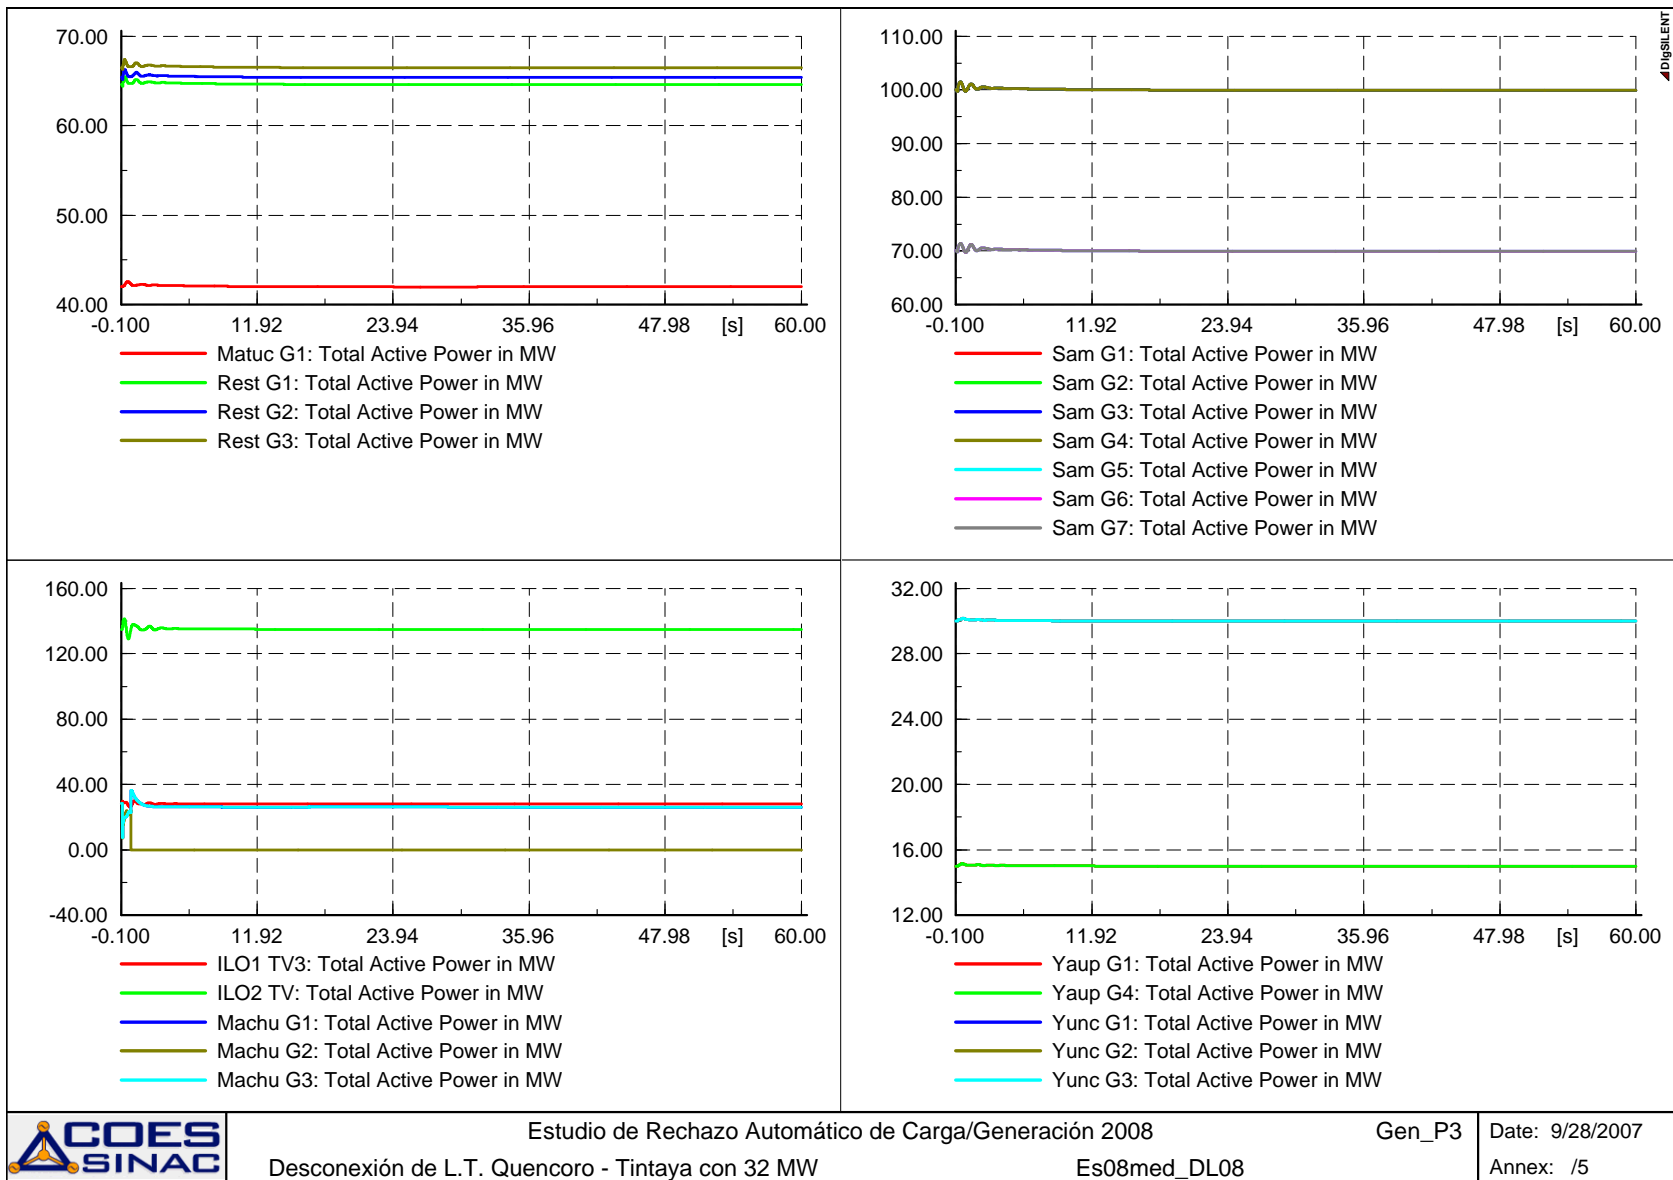 DIgSILENT
70.00
60.00
50.00
40.00
-0.100 11.92 23.94 35.96 47.98 [s] 60.00
Matuc G1: Total Active Power in MW
Rest G1: Total Active Power in MW
Rest G2: Total Active Power in MW
Rest G3: Total Active Power in MW
110.00
100.00
90.00
80.00
70.00
60.00
-0.100 11.92 23.94 35.96 47.98 [s] 60.00
Sam G1: Total Active Power in MW
Sam G2: Total Active Power in MW
Sam G3: Total Active Power in MW
Sam G4: Total Active Power in MW
Sam G5: Total Active Power in MW
Sam G6: Total Active Power in MW
Sam G7: Total Active Power in MW
160.00
120.00
80.00
40.00
0.00
-40.00
-0.100 11.92 23.94 35.96 47.98 [s] 60.00
ILO1 TV3: Total Active Power in MW
ILO2 TV: Total Active Power in MW
Machu G1: Total Active Power in MW
Machu G2: Total Active Power in MW
Machu G3: Total Active Power in MW
32.00
28.00
24.00
20.00
16.00
12.00
-0.100 11.92 23.94 35.96 47.98 [s] 60.00
Yaup G1: Total Active Power in MW
Yaup G4: Total Active Power in MW
Yunc G1: Total Active Power in MW
Yunc G2: Total Active Power in MW
Yunc G3: Total Active Power in MW
COES
SINAC
Estudio de Rechazo Automático de Carga/Generación 2008 Gen_P3
Desconexión de L.T. Quencoro - Tintaya con 32 MW Es08med_DL08
Date: 9/28/2007
Annex: /5